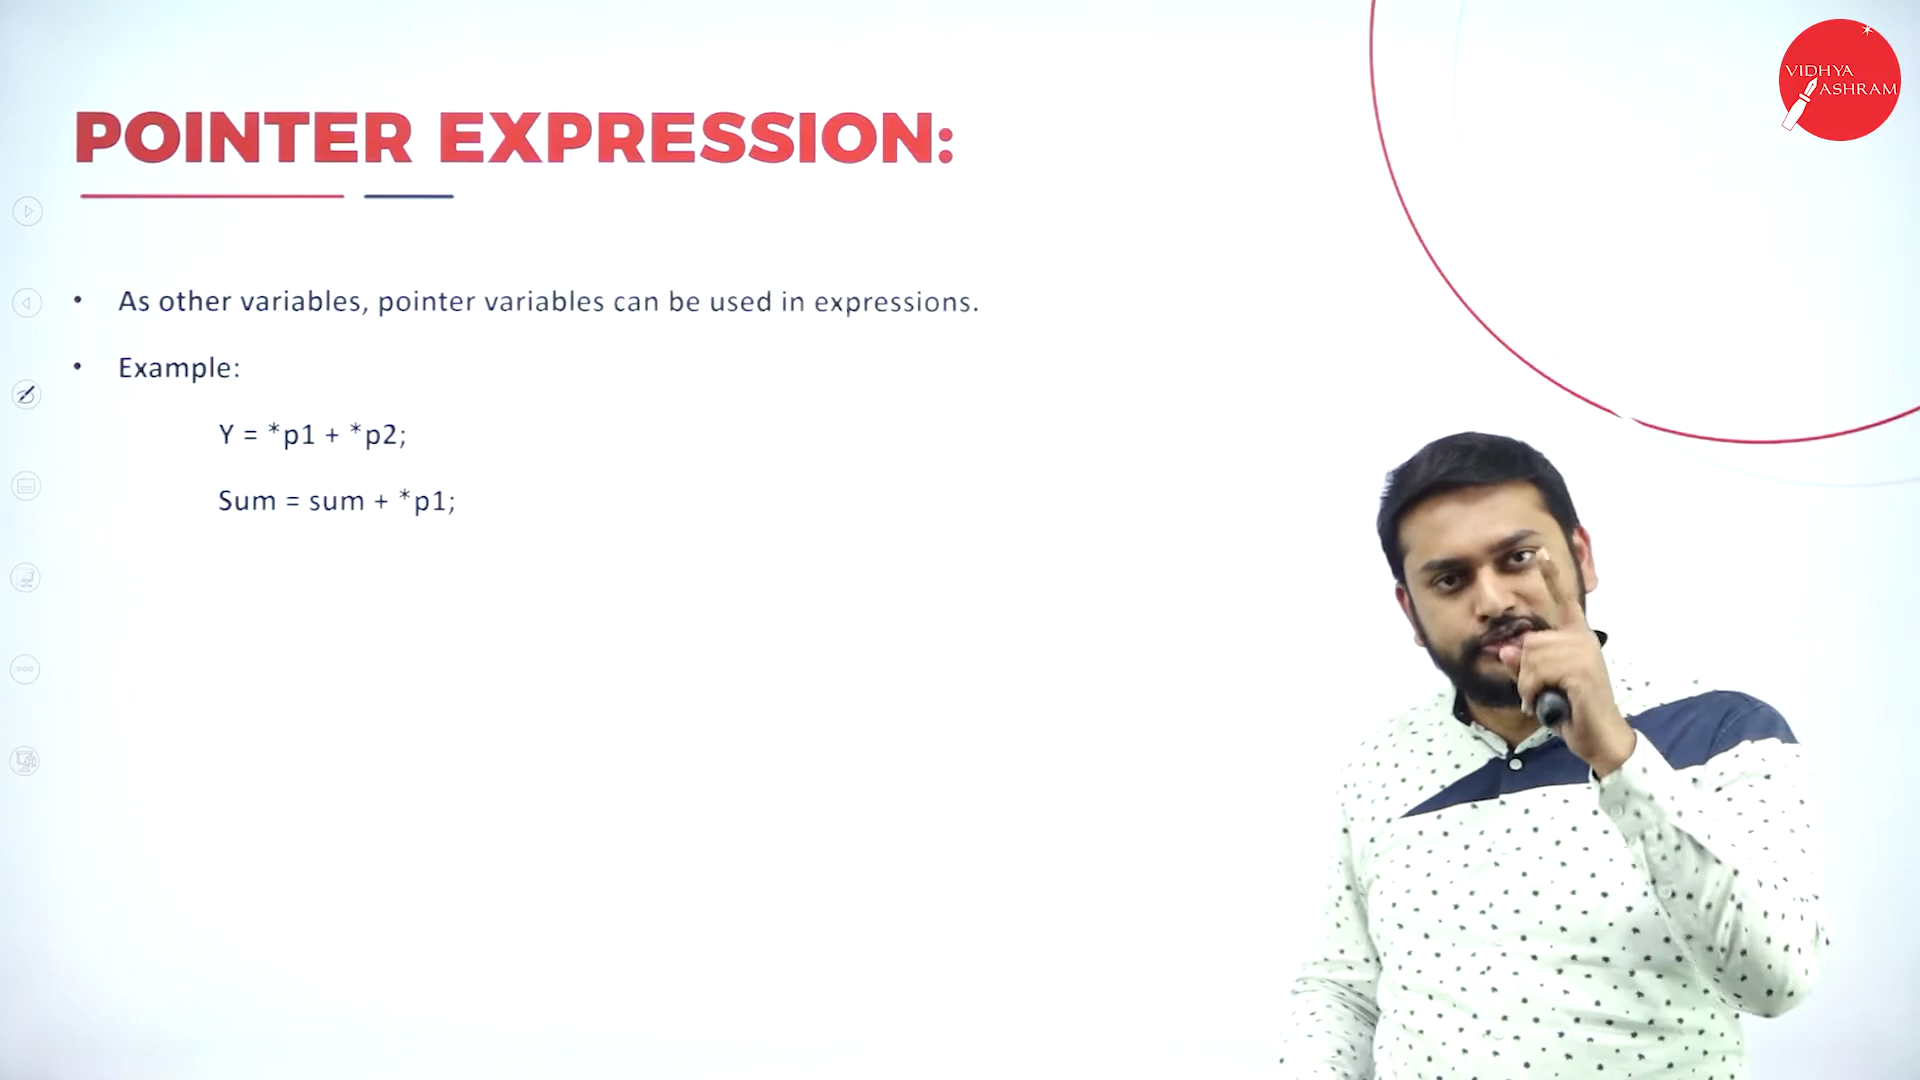 VIDHYA
ASHRAM
POINTER EXPRESSION:
• As other variables, pointer variables can be used in expressions.
• Example:
Y = *p1 + *p2;
Sum = sum + *p1;